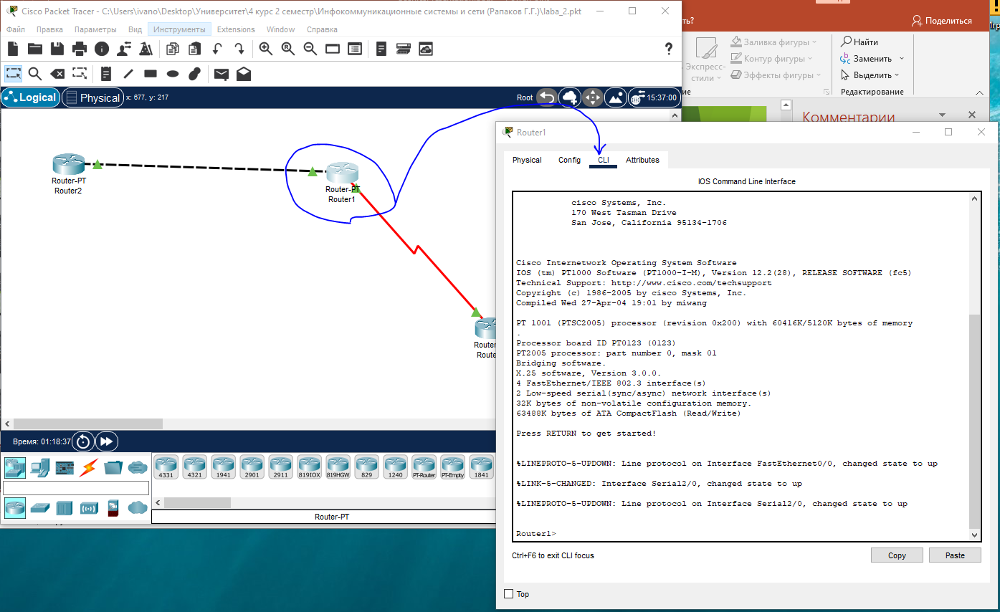 Cisco Packet Tracer - C:\Users\ivano\Desktop\Университет\4 курс 2 семестр\Инфокоммуникационные системы и сети (Рапаков Г.Г.)\laba_2.pkt
Файл Правка Параметры Вид Инструменты Extensions Window Справка
?
Logical Physical x: 677, y: 217 Root 15:37:00
Router-PT
Router2
Router-PT
Router1
Router
Route
Время: 01:18:37
4331 4321 1941 2901 2911 819IOX 819HGW 829 1240 PT-Router PT-Empty 1841
Router-PT
ть?
Поделиться
Экспресс-
стили
Заливка фигуры
Контур фигуры
Эффекты фигуры
ие
Найти
Заменить
Выделить
Редактирование
Комментарии
Игр
Router1
Physical Config CLI Attributes
IOS Command Line Interface
cisco Systems, Inc.
170 West Tasman Drive
San Jose, California 95134-1706
Cisco Internetwork Operating System Software
IOS (tm) PT1000 Software (PT1000-I-M), Version 12.2(28), RELEASE SOFTWARE (fc5)
Technical Support: http://www.cisco.com/techsupport
Copyright (c) 1986-2005 by cisco Systems, Inc.
Compiled Wed 27-Apr-04 19:01 by miwang
PT 1001 (PTSC2005) processor (revision 0x200) with 60416K/5120K bytes of memory
.
Processor board ID PT0123 (0123)
PT2005 processor: part number 0, mask 01
Bridging software.
X.25 software, Version 3.0.0.
4 FastEthernet/IEEE 802.3 interface(s)
2 Low-speed serial(sync/async) network interface(s)
32K bytes of non-volatile configuration memory.
63488K bytes of ATA CompactFlash (Read/Write)
Press RETURN to get started!
%LINEPROTO-5-UPDOWN: Line protocol on Interface FastEthernet0/0, changed state to up
%LINK-5-CHANGED: Interface Serial2/0, changed state to up
%LINEPROTO-5-UPDOWN: Line protocol on Interface Serial2/0, changed state to up
Router1>
Ctrl+F6 to exit CLI focus
Copy Paste
Top